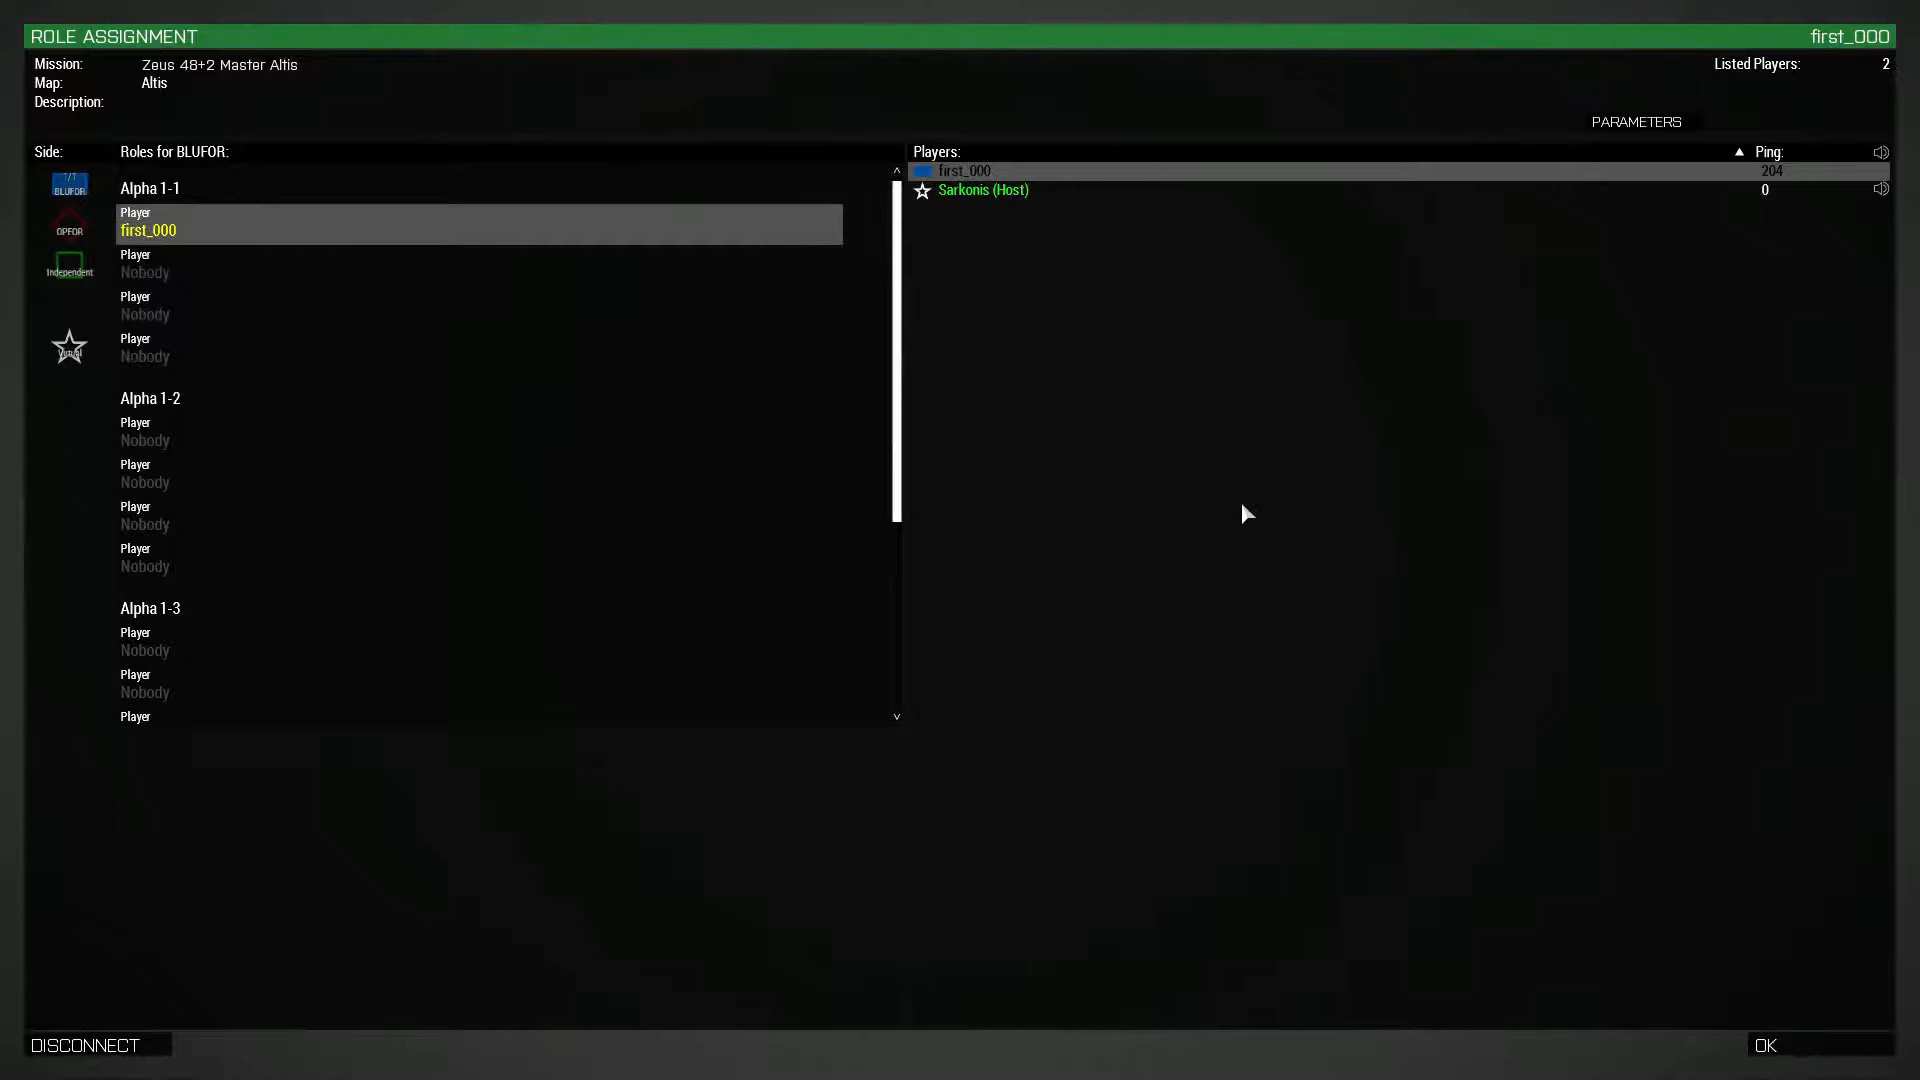 ROLE ASSIGNMENT first_000
Mission: Zeus 48+2 Master Altis Listed Players: 2
Map: Altis
Description:
PARAMETERS
Side: Roles for BLUFOR: Players: ▲ Ping:
1/1
BLUFOR
OPFOR
Independent
Virtual
Alpha 1-1
Player
first_000
Player
Nobody
Player
Nobody
Player
Nobody
Alpha 1-2
Player
Nobody
Player
Nobody
Player
Nobody
Player
Nobody
Alpha 1-3
Player
Nobody
Player
Nobody
Player
first_000 204
Sarkonis (Host) 0
DISCONNECT OK